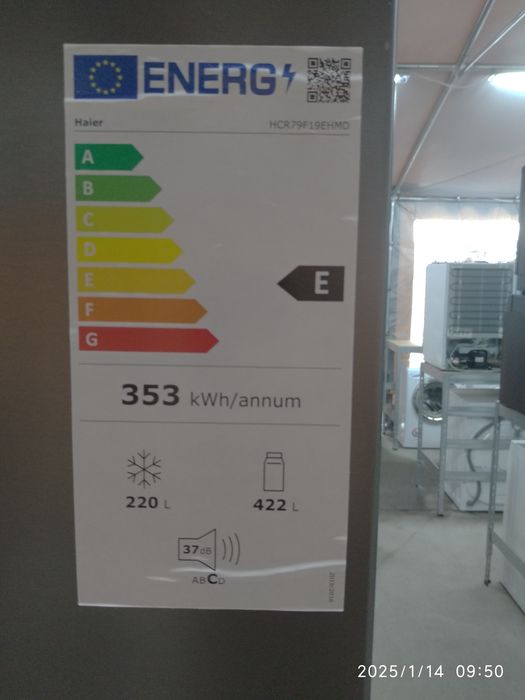 ENERG
Haier HCR79F19EHMD
A
B
C
D
E
E
F
G
353 kWh/annum
220 L 422 L
37dB
ABCD
2019/2016
2025/1/14 09:50